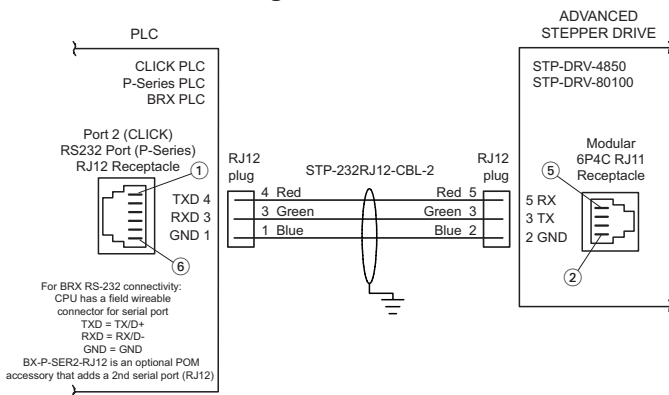 PLC
CLICK PLC
P-Series PLC
BRX PLC
Port 2 (CLICK)
RS232 Port (P-Series)
RJ12 Receptacle
1
TXD 4
RXD 3
GND 1
6
For BRX RS-232 connectivity:
CPU has a field wireable
connector for serial port
TXD = TX/D+
RXD = RX/D-
GND = GND
BX-P-SER2-RJ12 is an optional POM
accessory that adds a 2nd serial port (RJ12)
RJ12
plug
STP-232RJ12-CBL-2
RJ12
plug
4 Red Red 5
3 Green Green 3
1 Blue Blue 2
ADVANCED
STEPPER DRIVE
STP-DRV-4850
STP-DRV-80100
Modular
6P4C RJ11
Receptacle
5
5 RX
3 TX
2 GND
2